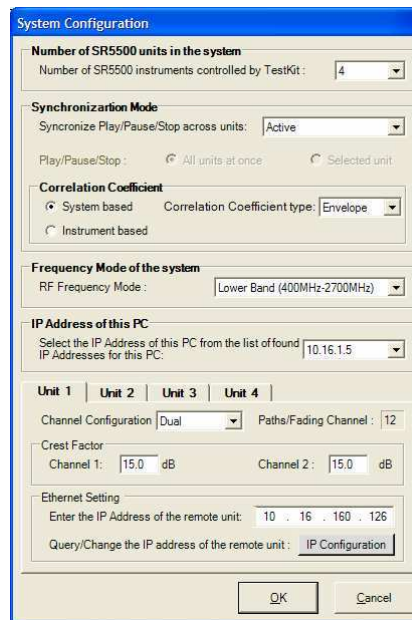 System Configuration
Number of SR5500 units in the system
Number of SR5500 instruments controlled by TestKit : 4
Synchronizartion Mode
Syncronize Play/Pause/Stop across units: Active
Play/Pause/Stop : All units at once Selected unit
Correlation Coefficient
System based Correlation Coefficient type: Envelope
Instrument based
Frequency Mode of the system
RF Frequency Mode : Lower Band (400MHz-2700MHz)
IP Address of this PC
Select the IP Address of this PC from the list of found
IP Addresses for this PC: 10.16.1.5
Unit 1 Unit 2 Unit 3 Unit 4
Channel Configuration Dual Paths/Fading Channel : 12
Crest Factor
Channel 1: 15.0 dB Channel 2 : 15.0 dB
Ethernet Setting
Enter the IP Address of the remote unit: 10 . 16 . 160 . 126
Query/Change the IP address of the remote unit : IP Configuration
OK Cancel